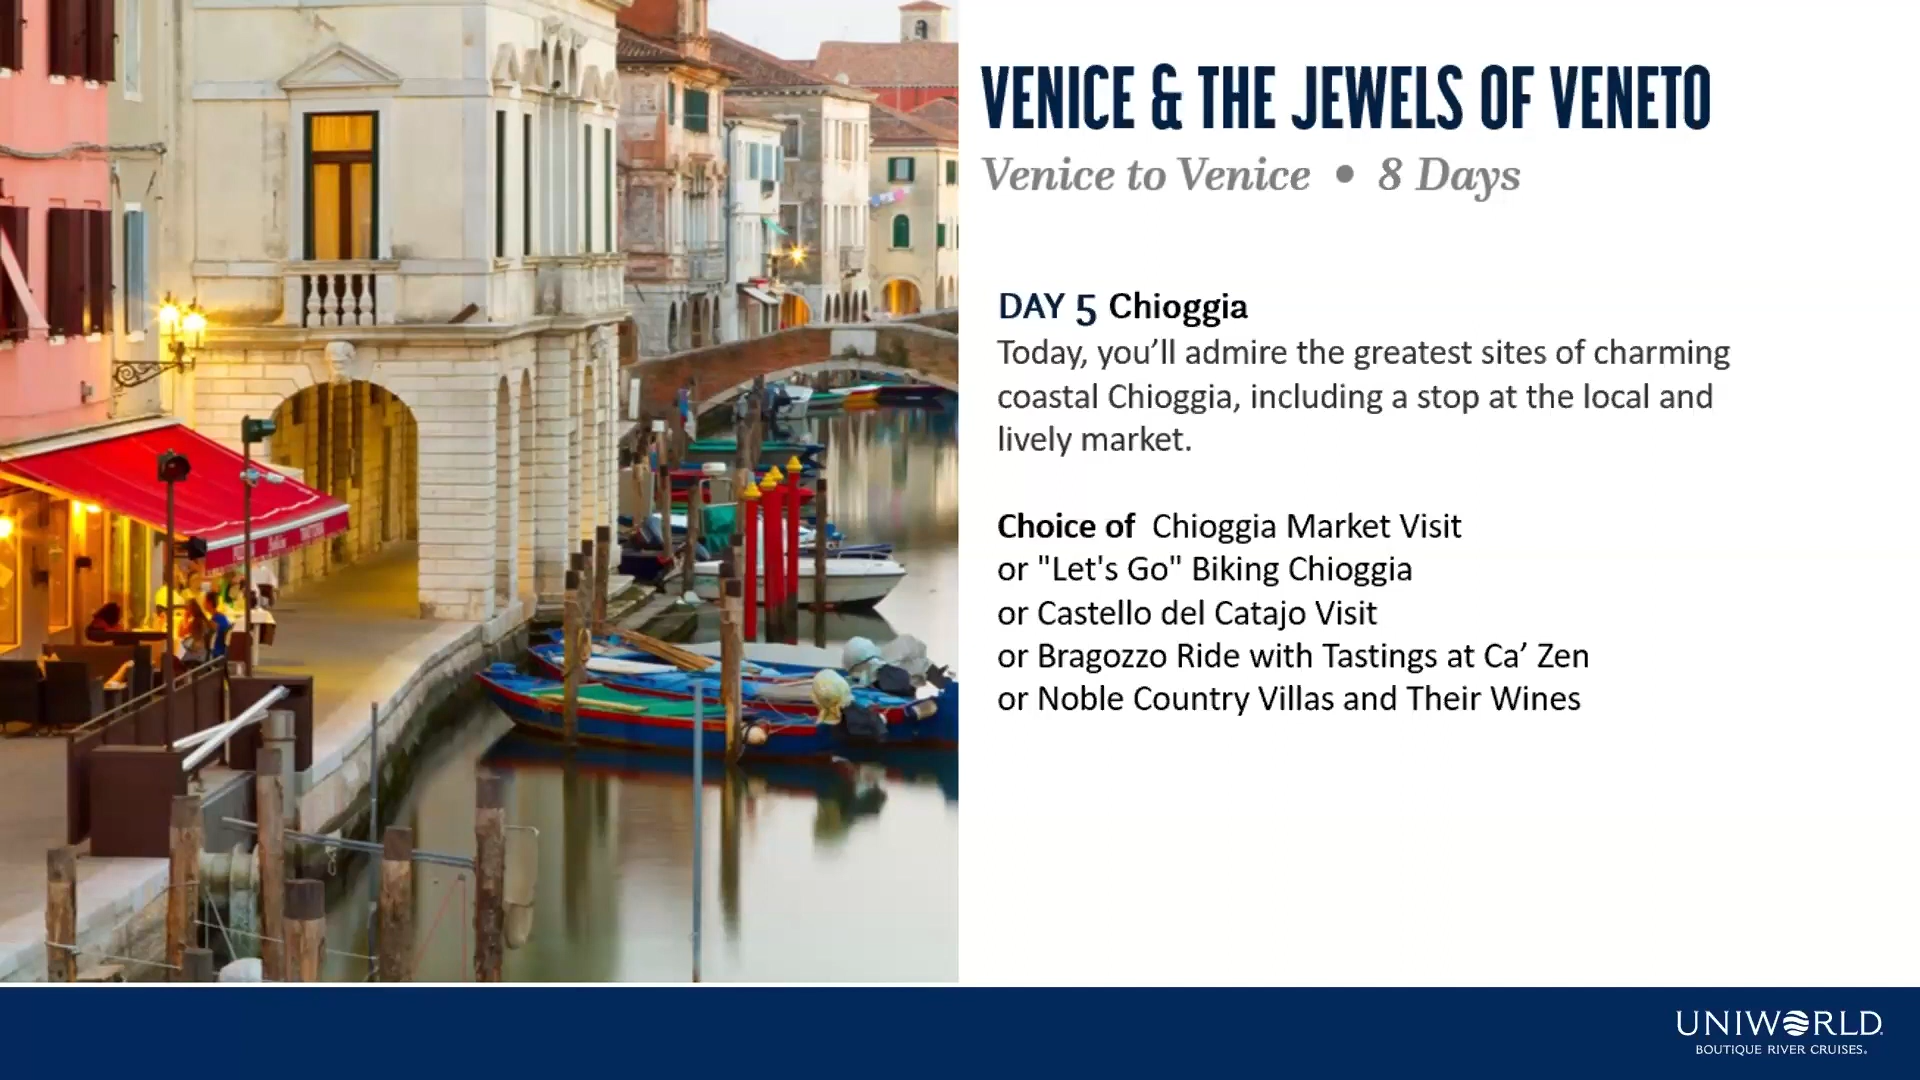 VENICE & THE JEWELS OF VENETO
Venice to Venice • 8 Days
DAY 5 Chioggia
Today, you’ll admire the greatest sites of charming
coastal Chioggia, including a stop at the local and
lively market.
Choice of Chioggia Market Visit
or "Let's Go" Biking Chioggia
or Castello del Catajo Visit
or Bragozzo Ride with Tastings at Ca’ Zen
or Noble Country Villas and Their Wines
UNIWORLD
BOUTIQUE RIVER CRUISES.